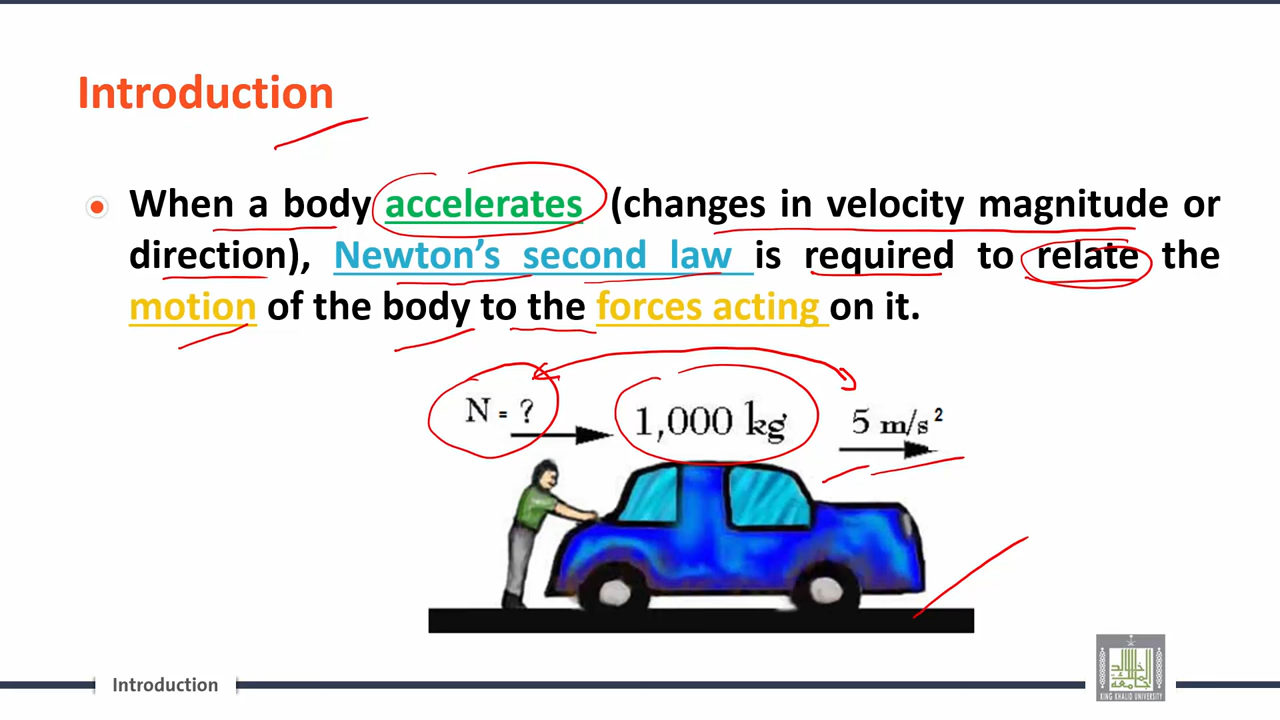 Introduction
When a body accelerates (changes in velocity magnitude or
direction), Newton’s second law is required to relate the
motion of the body to the forces acting on it.
N = ?
1,000 kg
5 m/s²
Introduction
KING KHALID UNIVERSITY